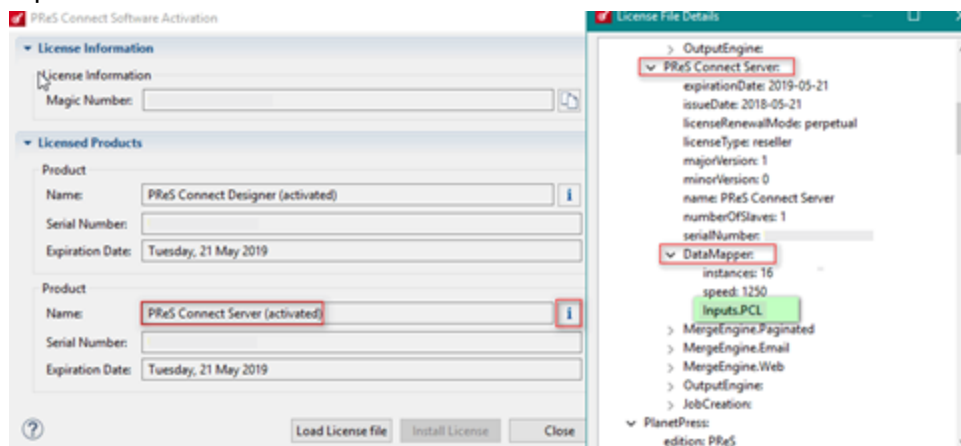 PReS Connect Software Activation
License Information
License Information
Magic Number:
Licensed Products
Product
Name: PReS Connect Designer (activated) i
Serial Number:
Expiration Date: Tuesday, 21 May 2019
Product
Name: PReS Connect Server (activated) i
Serial Number:
Expiration Date: Tuesday, 21 May 2019
? Load License file Install License Close
License File Details
> OutputEngine:
PReS Connect Server:
expirationDate: 2019-05-21
issueDate: 2018-05-21
licenseRenewalMode: perpetual
licenseType: reseller
majorVersion: 1
minorVersion: 0
name: PReS Connect Server
numberOfSlaves: 1
serialNumber:
DataMapper:
instances: 16
speed: 1250
Inputs.PCL
> MergeEngine.Paginated
> MergeEngine.Email
> MergeEngine.Web
> OutputEngine:
> JobCreation:
PlanetPress:
edition: PReS